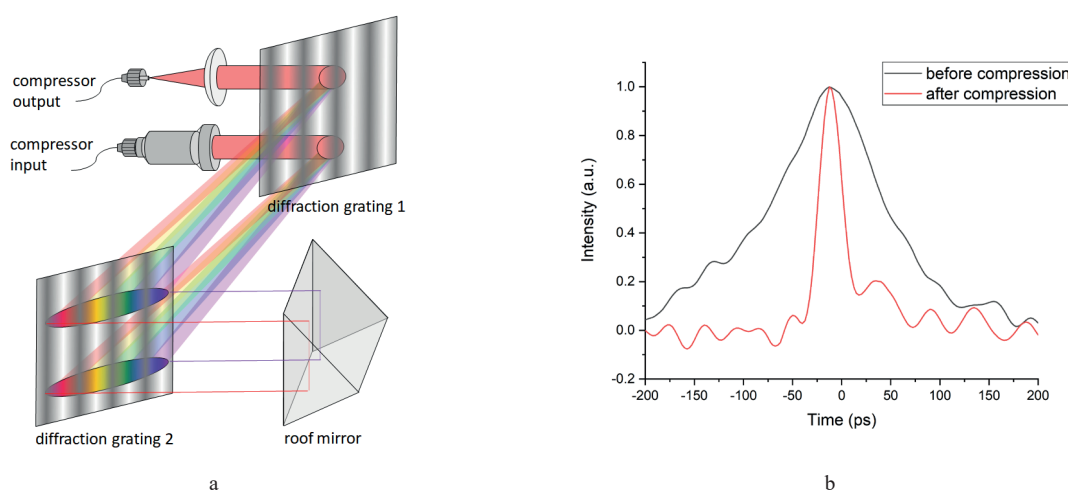 compressor
output
compressor
input
diffraction grating 1
diffraction grating 2
roof mirror
a
before compression
after compression
1.0
0.8
0.6
0.4
0.2
0.0
-0.2
Intensity (a.u.)
-200 -150 -100 -50 0 50 100 150 200
Time (ps)
b